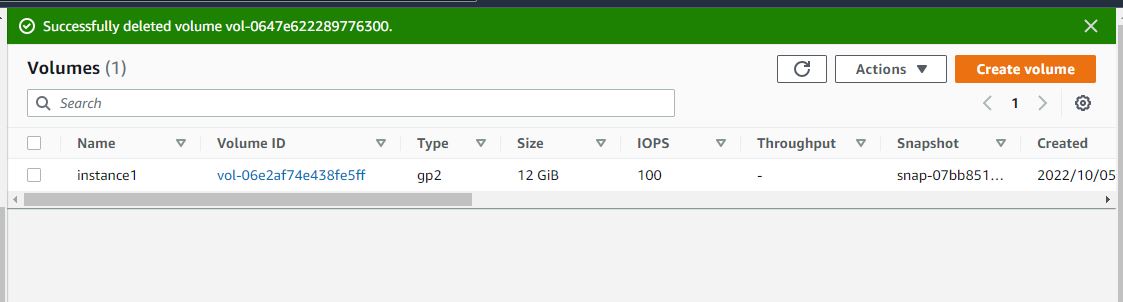 Successfully deleted volume vol-0647e622289776300.
Volumes (1)
Actions
Create volume
Search
1
Name Volume ID Type Size IOPS Throughput Snapshot Created
instance1 vol-06e2af74e438fe5ff gp2 12 GiB 100 - snap-07bb851... 2022/10/05